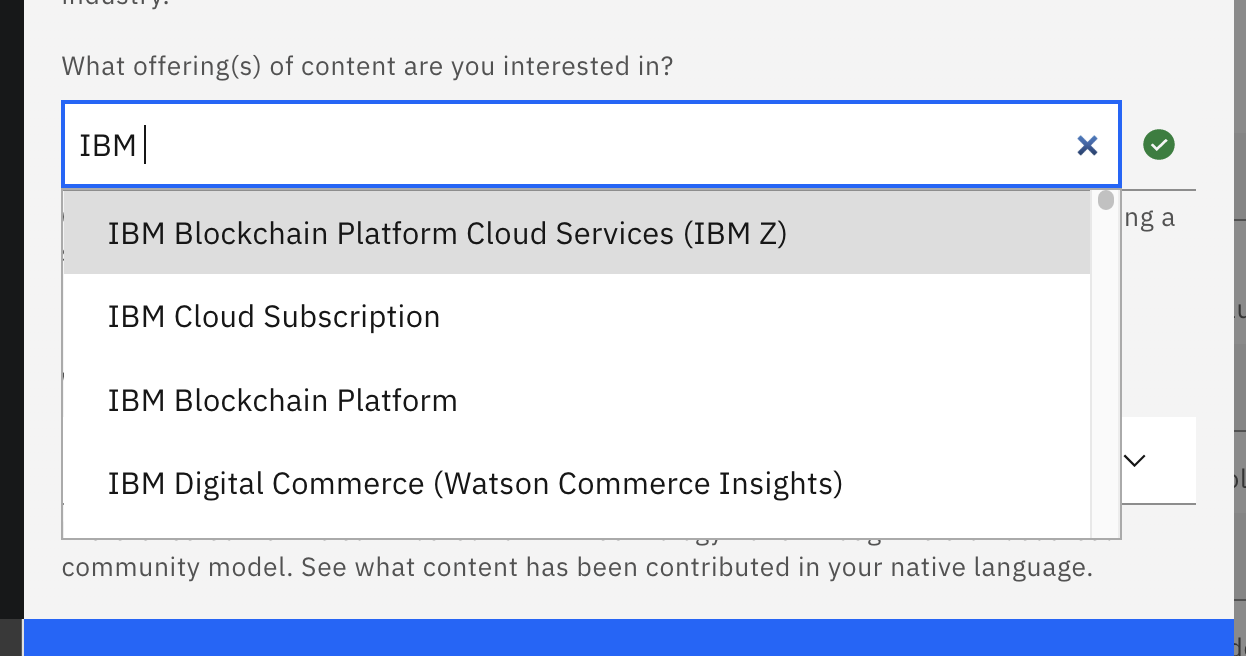 industry.
What offering(s) of content are you interested in?
IBM
IBM Blockchain Platform Cloud Services (IBM Z)
ng a
IBM Cloud Subscription
IBM Blockchain Platform
IBM Digital Commerce (Watson Commerce Insights)
community model. See what content has been contributed in your native language.